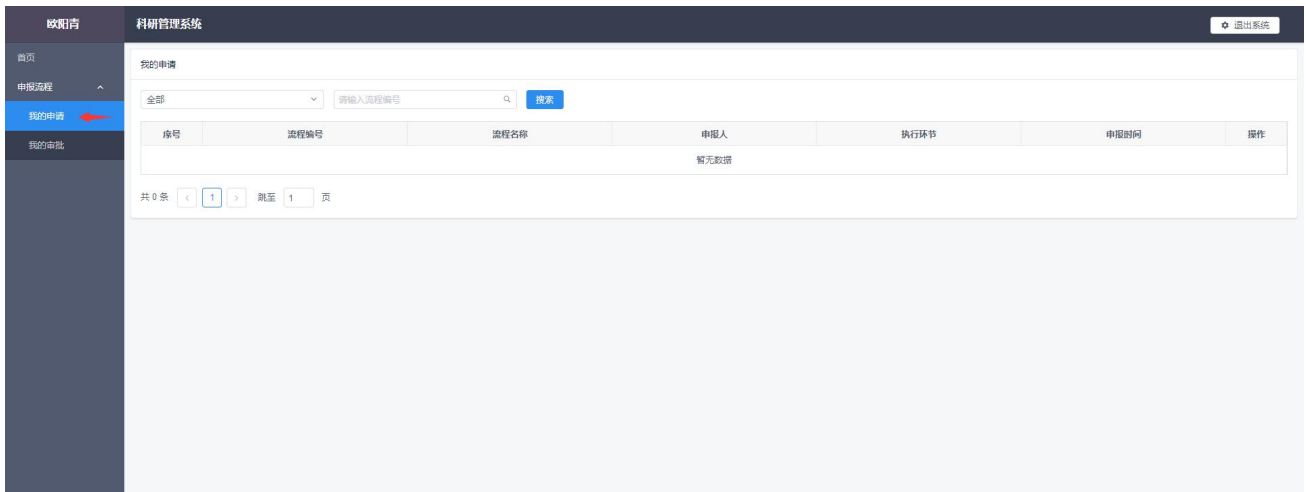 欧阳青
科研管理系统
退出系统
首页
申报流程
我的申请
我的审批
我的申请
全部 请输入流程编号 搜索
序号 流程编号 流程名称 申报人 执行环节 申报时间 操作
暂无数据
共 0 条 < 1 > 跳至 1 页